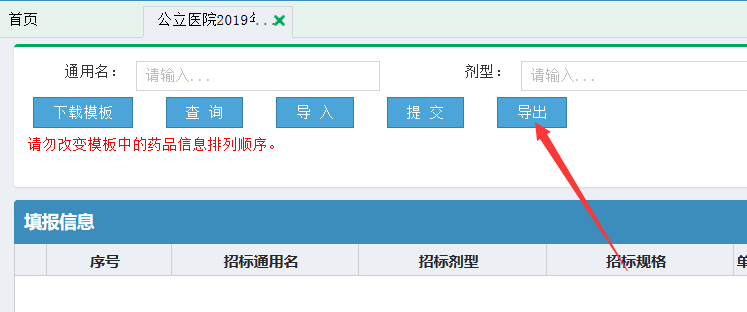 首页 公立医院2019年...
通用名： 请输入... 剂型： 请输入...
下载模板 查 询 导 入 提 交 导出
请勿改变模板中的药品信息排列顺序。
填报信息
序号 招标通用名 招标剂型 招标规格 单